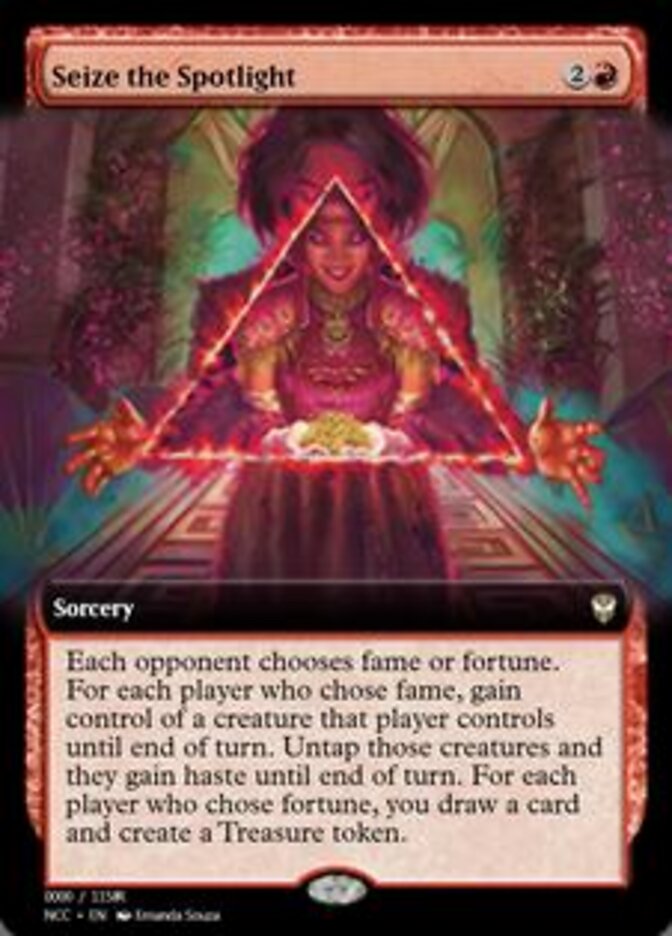 Seize the Spotlight 2
Sorcery
Each opponent chooses fame or fortune.
For each player who chose fame, gain
control of a creature that player controls
until end of turn. Untap those creatures and
they gain haste until end of turn. For each
player who chose fortune, you draw a card
and create a Treasure token.
NCC • EN Souza